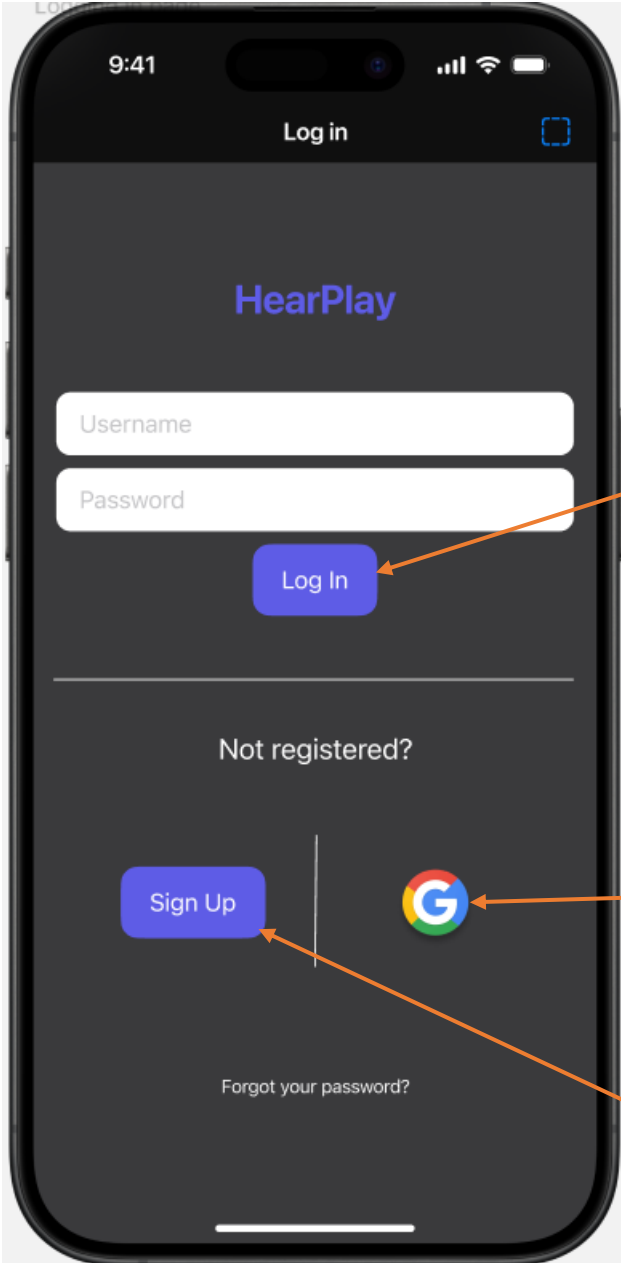 9:41
Log in
HearPlay
Username
Password
Log In
Not registered?
Sign Up
G
Forgot your password?